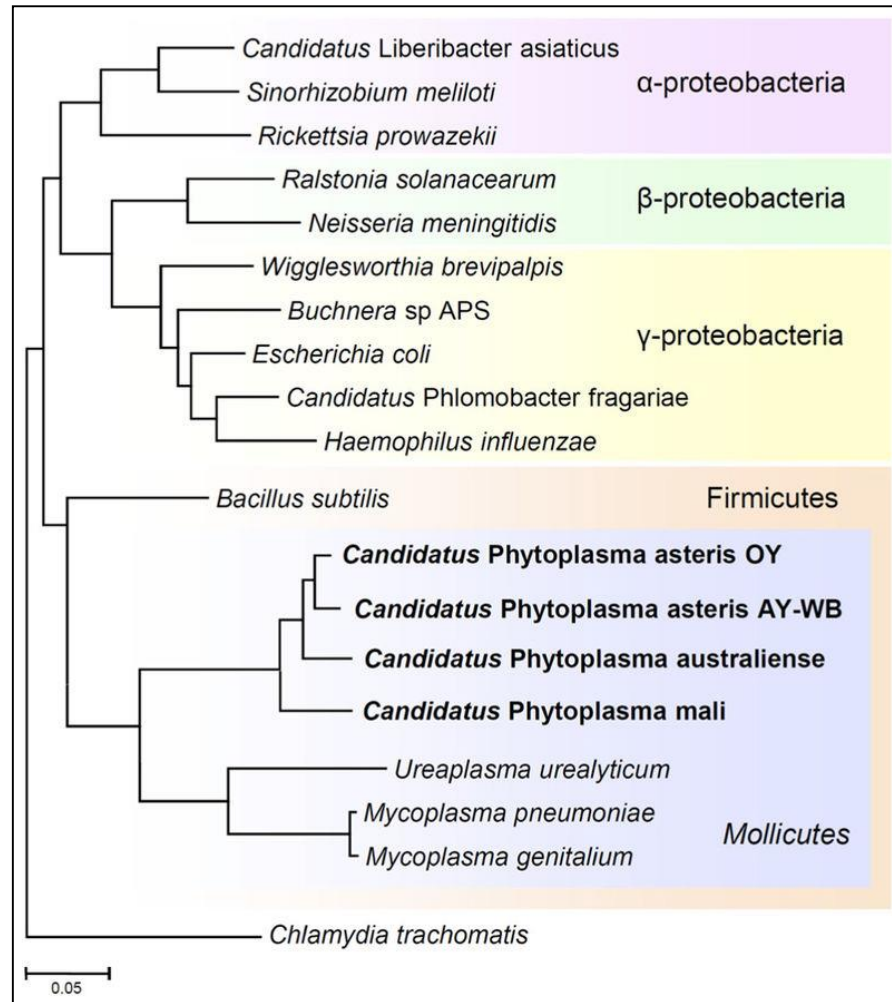 Candidatus Liberibacter asiaticus
Sinorhizobium meliloti
Rickettsia prowazekii
α-proteobacteria
Ralstonia solanacearum
Neisseria meningitidis
β-proteobacteria
Wigglesworthia brevipalpis
Buchnera sp APS
Escherichia coli
Candidatus Phlomobacter fragariae
Haemophilus influenzae
γ-proteobacteria
Bacillus subtilis
Firmicutes
Candidatus Phytoplasma asteris OY
Candidatus Phytoplasma asteris AY-WB
Candidatus Phytoplasma australiense
Candidatus Phytoplasma mali
Ureaplasma urealyticum
Mycoplasma pneumoniae
Mycoplasma genitalium
Mollicutes
Chlamydia trachomatis
0.05